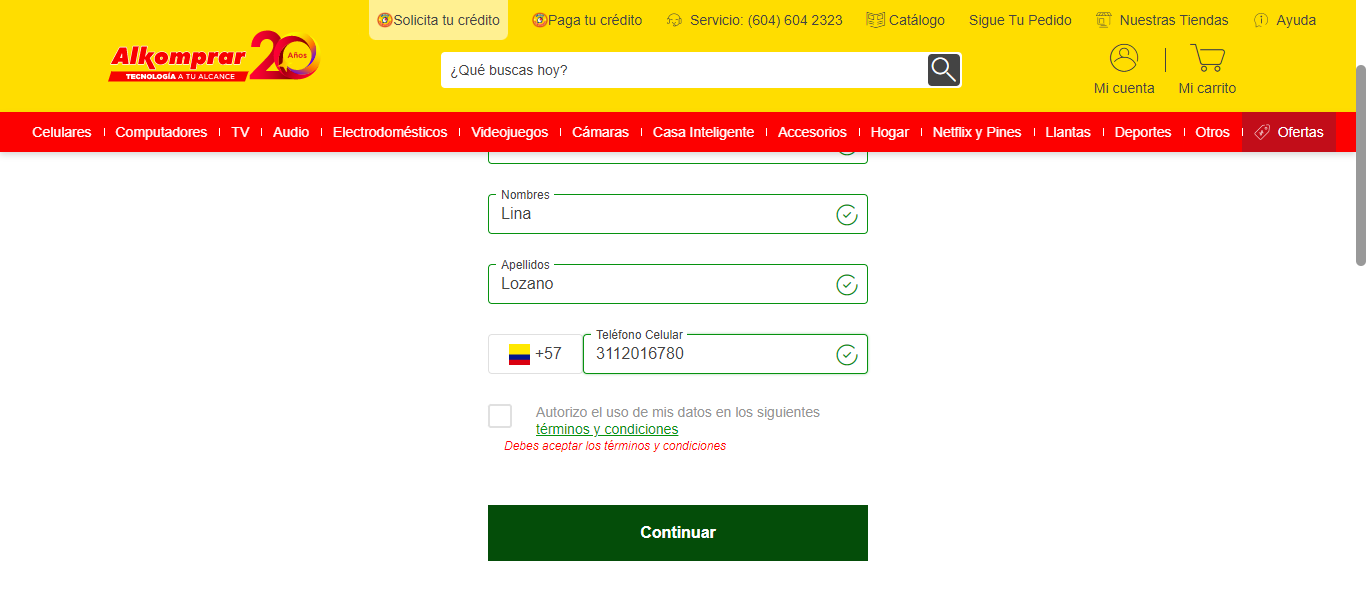 Solicita tu crédito
Paga tu crédito
Servicio: (604) 604 2323
Catálogo
Sigue Tu Pedido
Nuestras Tiendas
Ayuda
Alkomprar 20 Años
TECNOLOGÍA A TU ALCANCE
¿Qué buscas hoy?
Mi cuenta
Mi carrito
Celulares
Computadores
TV
Audio
Electrodomésticos
Videojuegos
Cámaras
Casa Inteligente
Accesorios
Hogar
Netflix y Pines
Llantas
Deportes
Otros
Ofertas
Nombres
Lina
Apellidos
Lozano
Teléfono Celular
+57
3112016780
Autorizo el uso de mis datos en los siguientes
términos y condiciones
Debes aceptar los términos y condiciones
Continuar